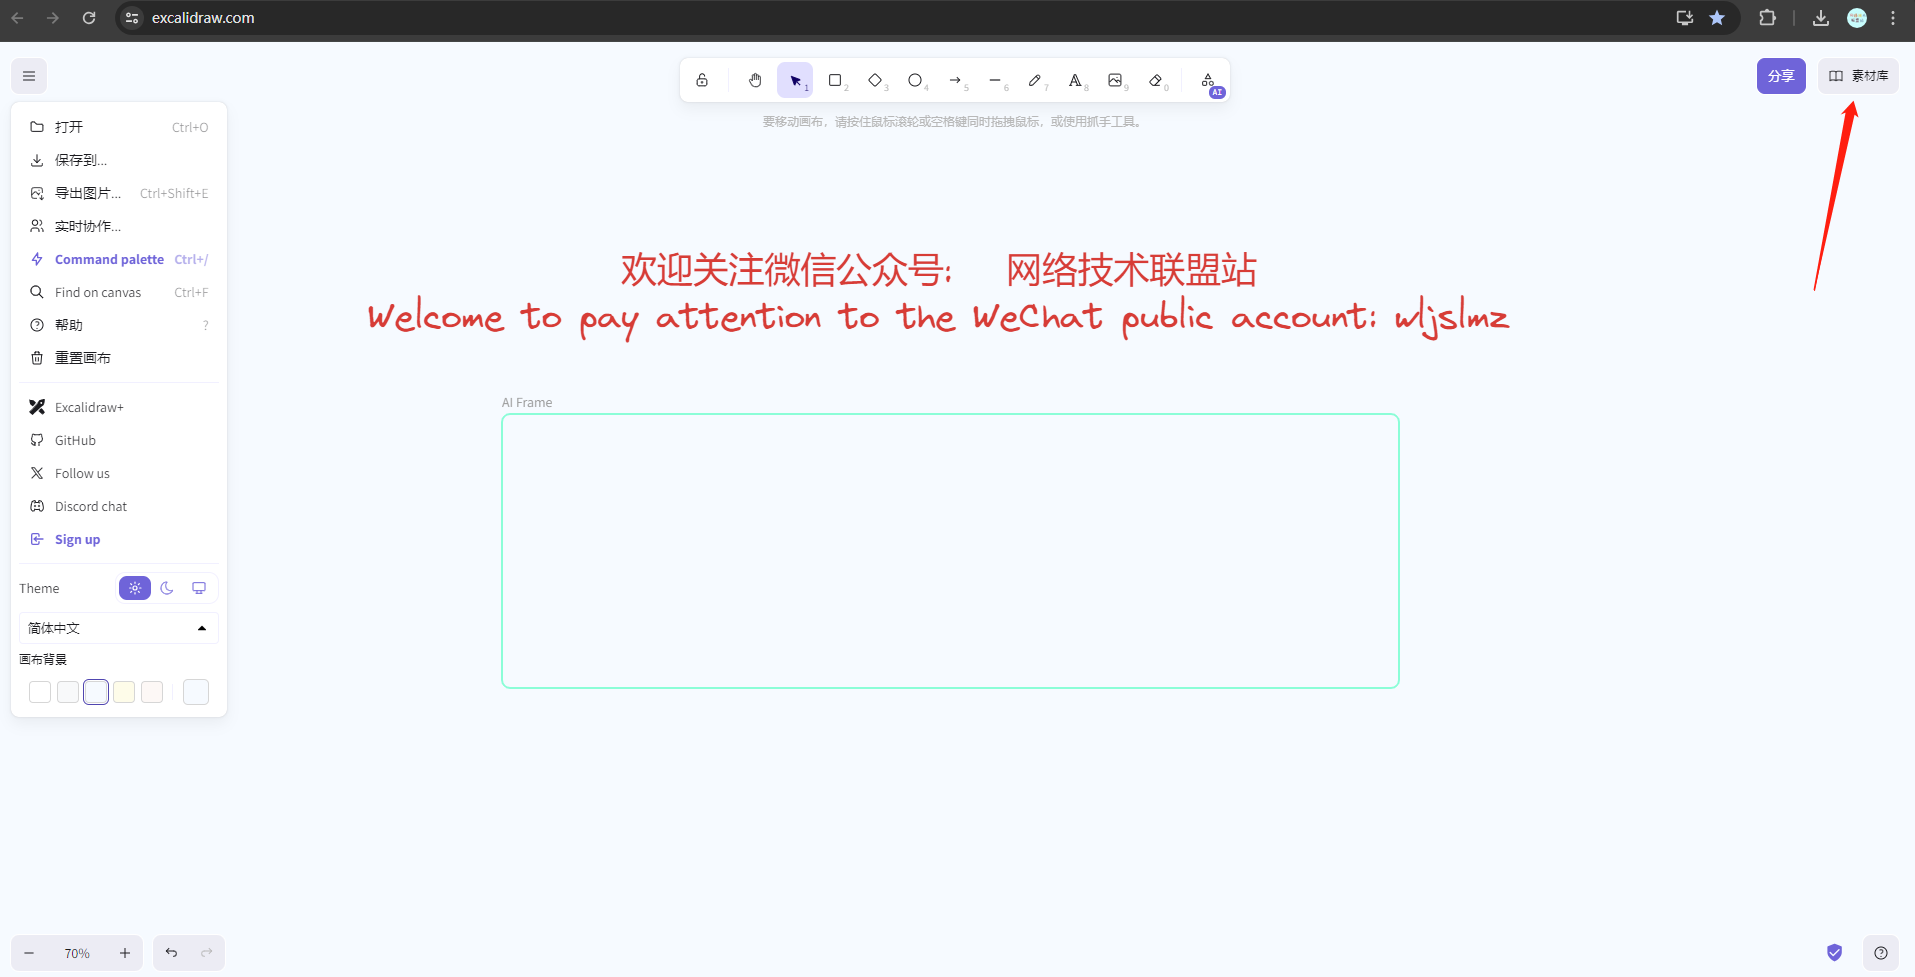 excalidraw.com
1
2
3
4
5
6
7
A 8
9
0
AI
分享
素材库
要移动画布，请按住鼠标滚轮或空格键同时拖拽鼠标，或使用抓手工具。
打开 Ctrl+O
保存到...
导出图片... Ctrl+Shift+E
实时协作...
Command palette Ctrl+/
Find on canvas Ctrl+F
帮助 ?
重置画布
Excalidraw+
GitHub
Follow us
Discord chat
Sign up
Theme
简体中文
画布背景
欢迎关注微信公众号: 网络技术联盟站
Welcome to pay attention to the WeChat public account: wljslmz
AI Frame
70%